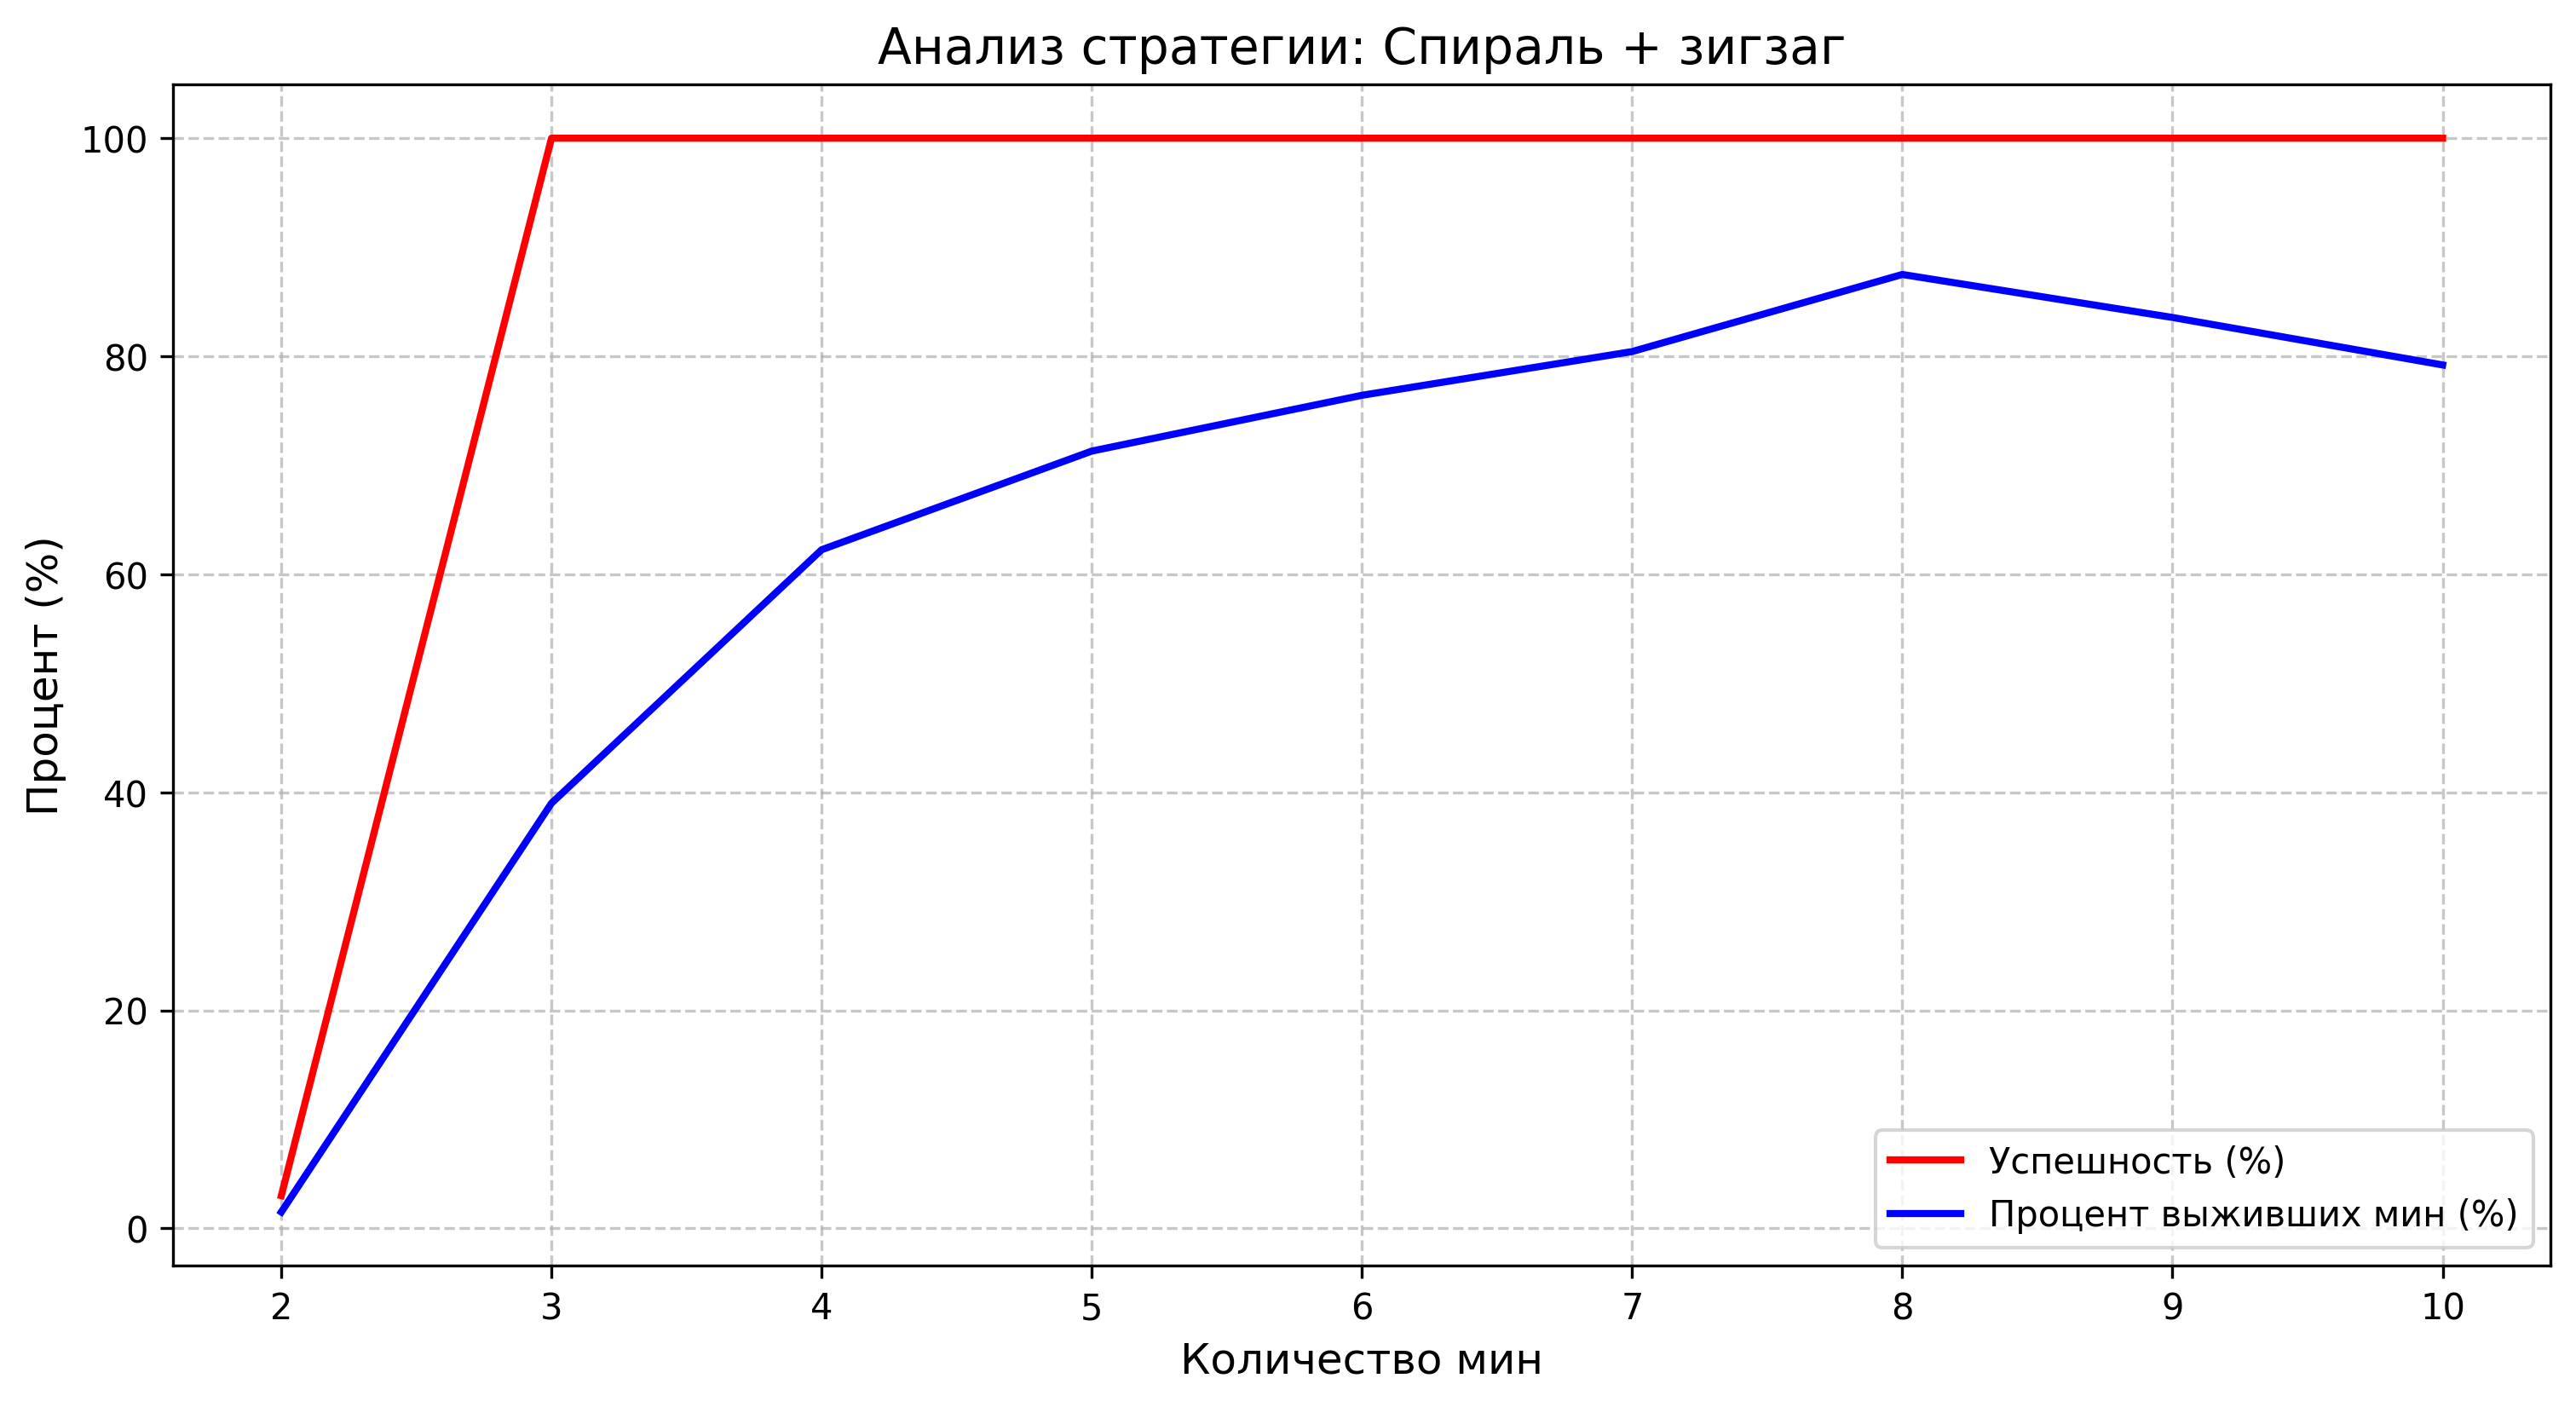 Анализ стратегии: Спираль + зигзаг
Процент (%)
100
80
60
40
20
0
2 3 4 5 6 7 8 9 10
Количество мин
Успешность (%)
Процент выживших мин (%)